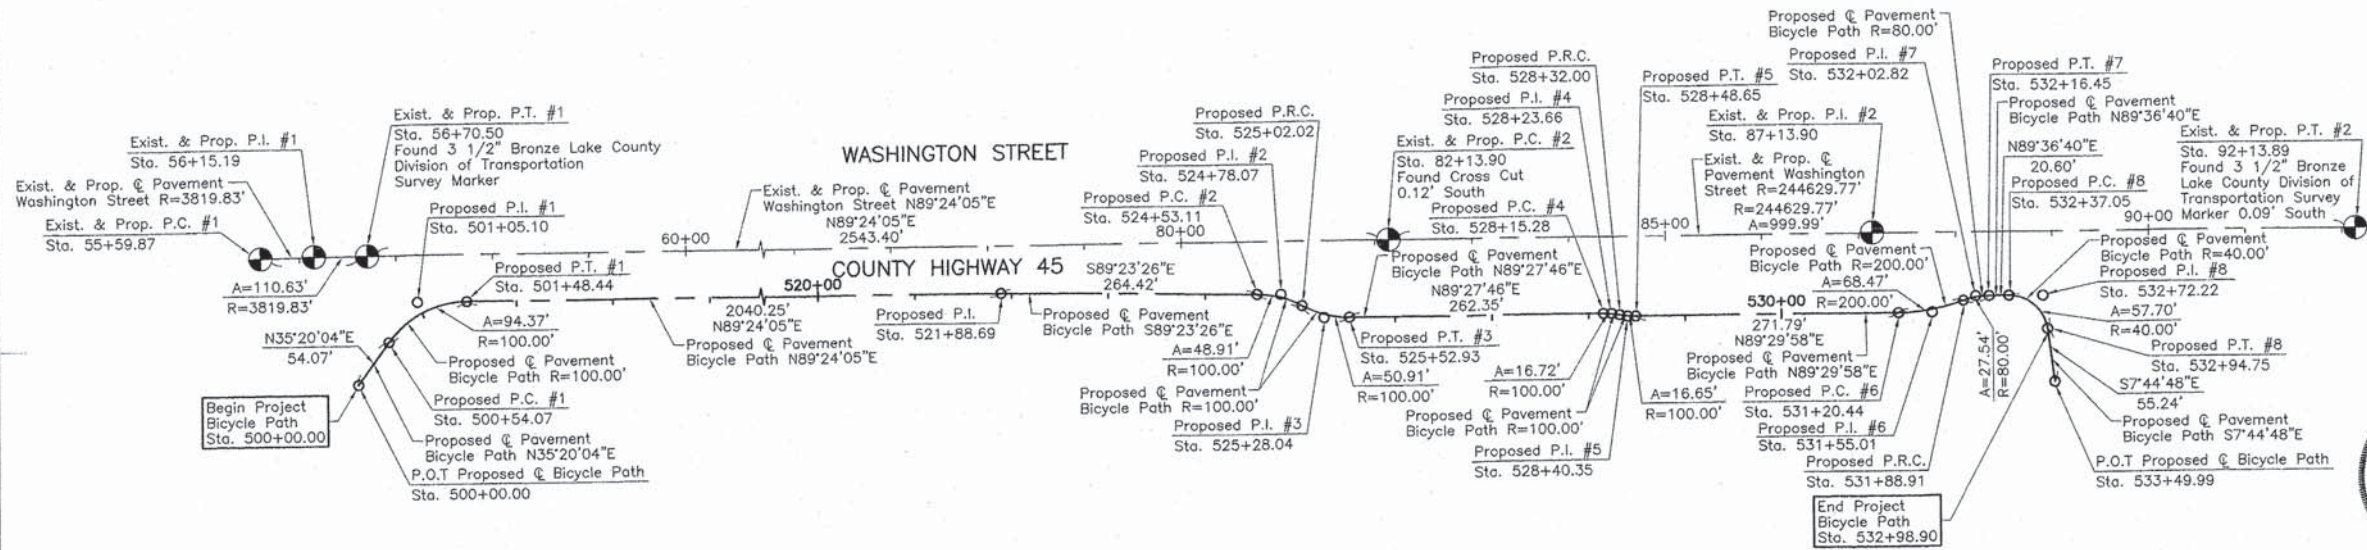 Exist. & Prop. P.I. #1
Sta. 56+15.19
Exist. & Prop. ℄ Pavement
Washington Street R=3819.83'
Exist. & Prop. P.C. #1
Sta. 55+59.87
A=110.63'
R=3819.83'
Exist. & Prop. P.T. #1
Sta. 56+70.50
Found 3 1/2" Bronze Lake County
Division of Transportation
Survey Marker
Proposed P.I. #1
Sta. 501+05.10
Proposed P.T. #1
Sta. 501+48.44
N35°20'04"E
54.07'
A=94.37'
R=100.00'
Proposed ℄ Pavement
Bicycle Path R=100.00'
Proposed P.C. #1
Sta. 500+54.07
Begin Project
Bicycle Path
Sta. 500+00.00
Proposed ℄ Pavement
Bicycle Path N35°20'04"E
P.O.T Proposed ℄ Bicycle Path
Sta. 500+00.00
60+00
WASHINGTON STREET
Exist. & Prop. ℄ Pavement
Washington Street N89°24'05"E
N89°24'05"E
2543.40'
COUNTY HIGHWAY 45
520+00
2040.25'
N89°24'05"E
Proposed ℄ Pavement
Bicycle Path N89°24'05"E
Proposed P.I.
Sta. 521+88.69
S89°23'26"E
264.42'
Proposed ℄ Pavement
Bicycle Path S89°23'26"E
Proposed P.R.C.
Sta. 525+02.02
Proposed P.I. #2
Sta. 524+78.07
Proposed P.C. #2
Sta. 524+53.11
80+00
A=48.91'
R=100.00'
Proposed ℄ Pavement
Bicycle Path R=100.00'
Proposed P.I. #3
Sta. 525+28.04
A=50.91'
R=100.00'
Proposed P.T. #3
Sta. 525+52.93
Exist. & Prop. P.C. #2
Sta. 82+13.90
Found Cross Cut
0.12' South
Proposed ℄ Pavement
Bicycle Path N89°27'46"E
N89°27'46"E
262.35'
Proposed P.R.C.
Sta. 528+32.00
Proposed P.I. #4
Sta. 528+23.66
Proposed P.C. #4
Sta. 528+15.28
A=16.72'
R=100.00'
Proposed ℄ Pavement
Bicycle Path R=100.00'
Proposed P.I. #5
Sta. 528+40.35
Proposed P.T. #5
Sta. 528+48.65
A=16.65'
R=100.00'
85+00
Exist. & Prop. P.I. #2
Sta. 87+13.90
Exist. & Prop. ℄
Pavement Washington
Street R=244629.77'
R=244629.77'
A=999.99'
Proposed ℄ Pavement
Bicycle Path R=200.00'
A=68.47'
R=200.00'
530+00
271.79'
N89°29'58"E
Proposed ℄ Pavement
Bicycle Path N89°29'58"E
Proposed P.C. #6
Sta. 531+20.44
Proposed P.I. #6
Sta. 531+55.01
Proposed P.R.C.
Sta. 531+88.91
End Project
Bicycle Path
Sta. 532+98.90
Proposed ℄ Pavement
Bicycle Path R=80.00'
Proposed P.I. #7
Sta. 532+02.82
A=27.54'
R=80.00'
Proposed P.T. #7
Sta. 532+16.45
Proposed ℄ Pavement
Bicycle Path N89°36'40"E
N89°36'40"E
20.60'
Proposed P.C. #8
Sta. 532+37.05
Exist. & Prop. P.T. #2
Sta. 92+13.89
Found 3 1/2" Bronze
Lake County Division of
Transportation Survey
Marker 0.09' South
90+00
Proposed ℄ Pavement
Bicycle Path R=40.00'
Proposed P.I. #8
Sta. 532+72.22
A=57.70'
R=40.00'
Proposed P.T. #8
Sta. 532+94.75
S7°44'48"E
55.24'
Proposed ℄ Pavement
Bicycle Path S7°44'48"E
P.O.T Proposed ℄ Bicycle Path
Sta. 533+49.99